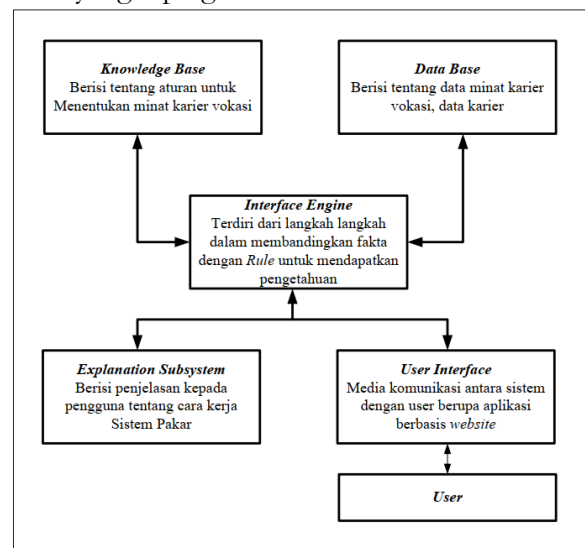 Knowledge Base
Berisi tentang aturan untuk
Menentukan minat karier vokasi
Data Base
Berisi tentang data minat karier
vokasi, data karier
Interface Engine
Terdiri dari langkah langkah
dalam membandingkan fakta
dengan Rule untuk mendapatkan
pengetahuan
Explanation Subsystem
Berisi penjelasan kepada
pengguna tentang cara kerja
Sistem Pakar
User Interface
Media komunikasi antara sistem
dengan user berupa aplikasi
berbasis website
User